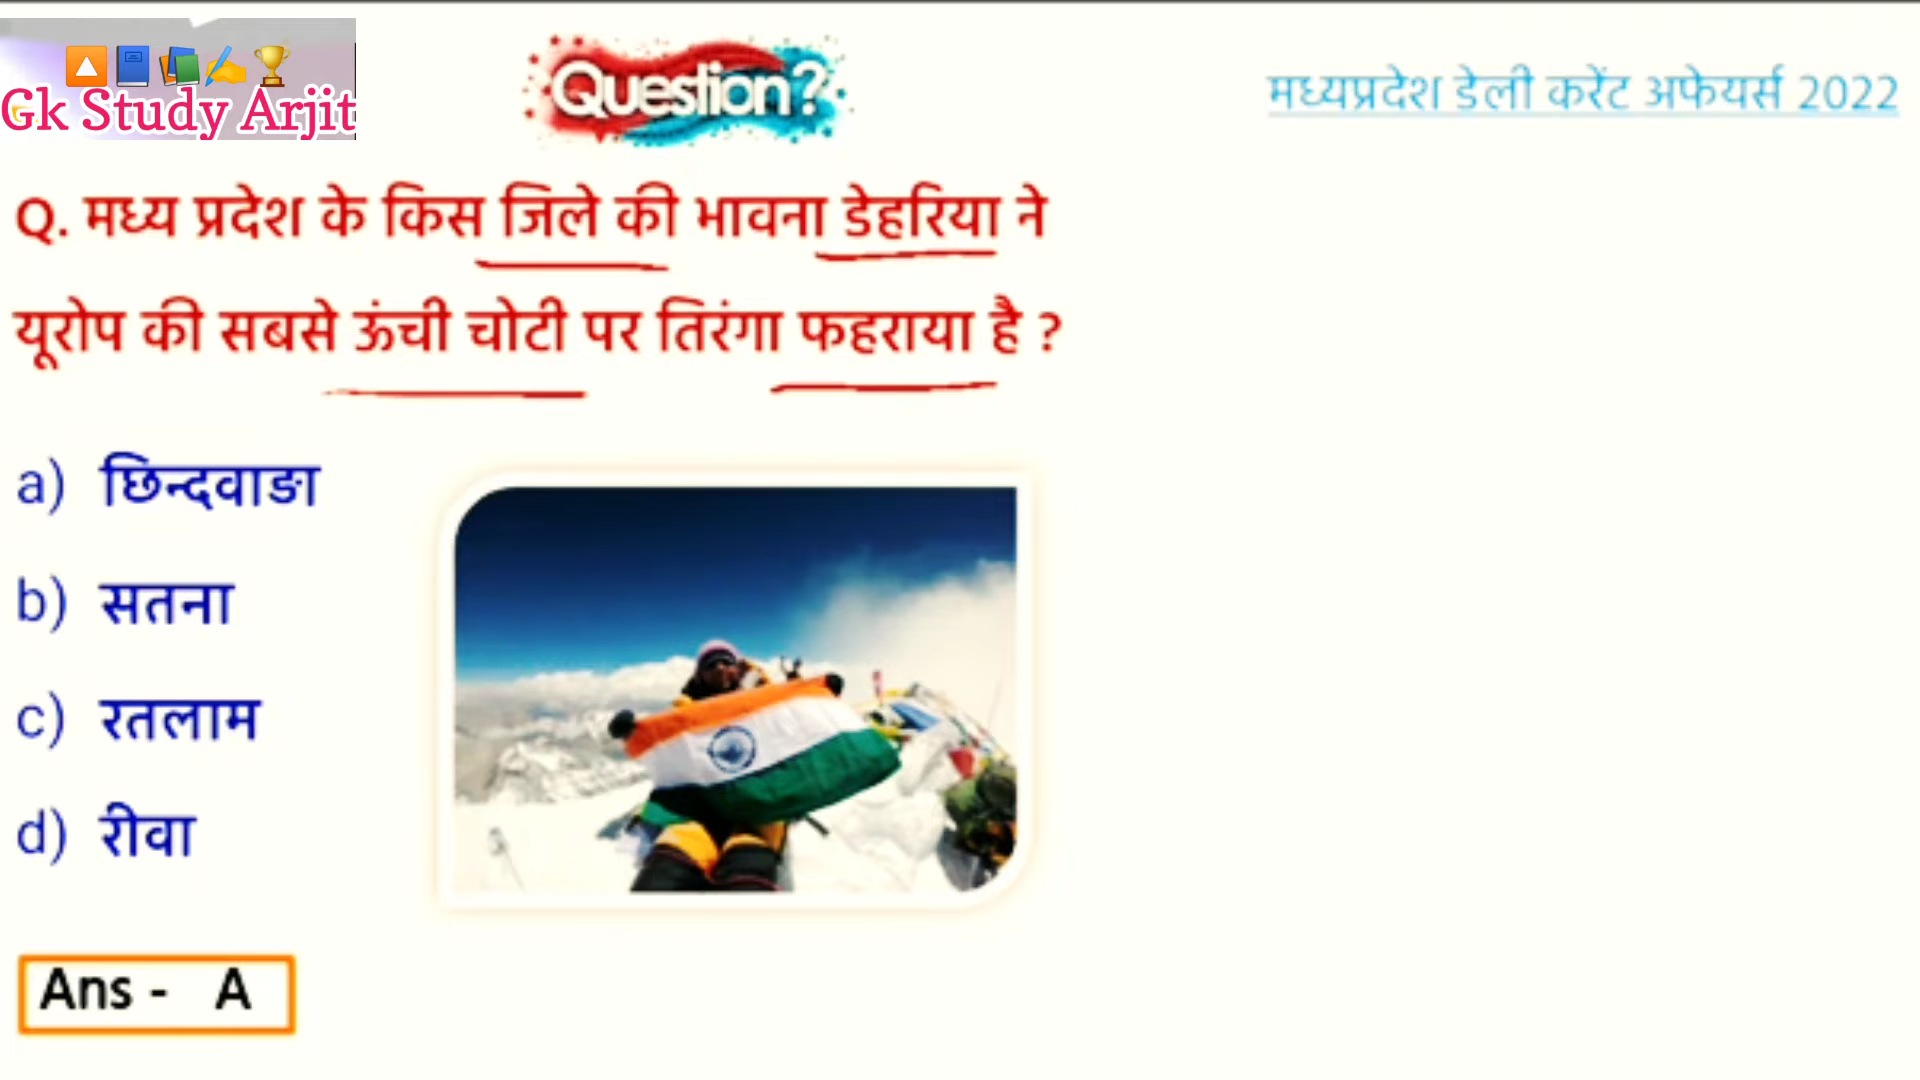 Gk Study Arjit
Question?
मध्यप्रदेश डेली करेंट अफेयर्स 2022
Q. मध्य प्रदेश के किस जिले की भावना डेहरिया ने
यूरोप की सबसे ऊंची चोटी पर तिरंगा फहराया है ?
a) छिन्दवाङा
b) सतना
c) रतलाम
d) रीवा
Ans - A